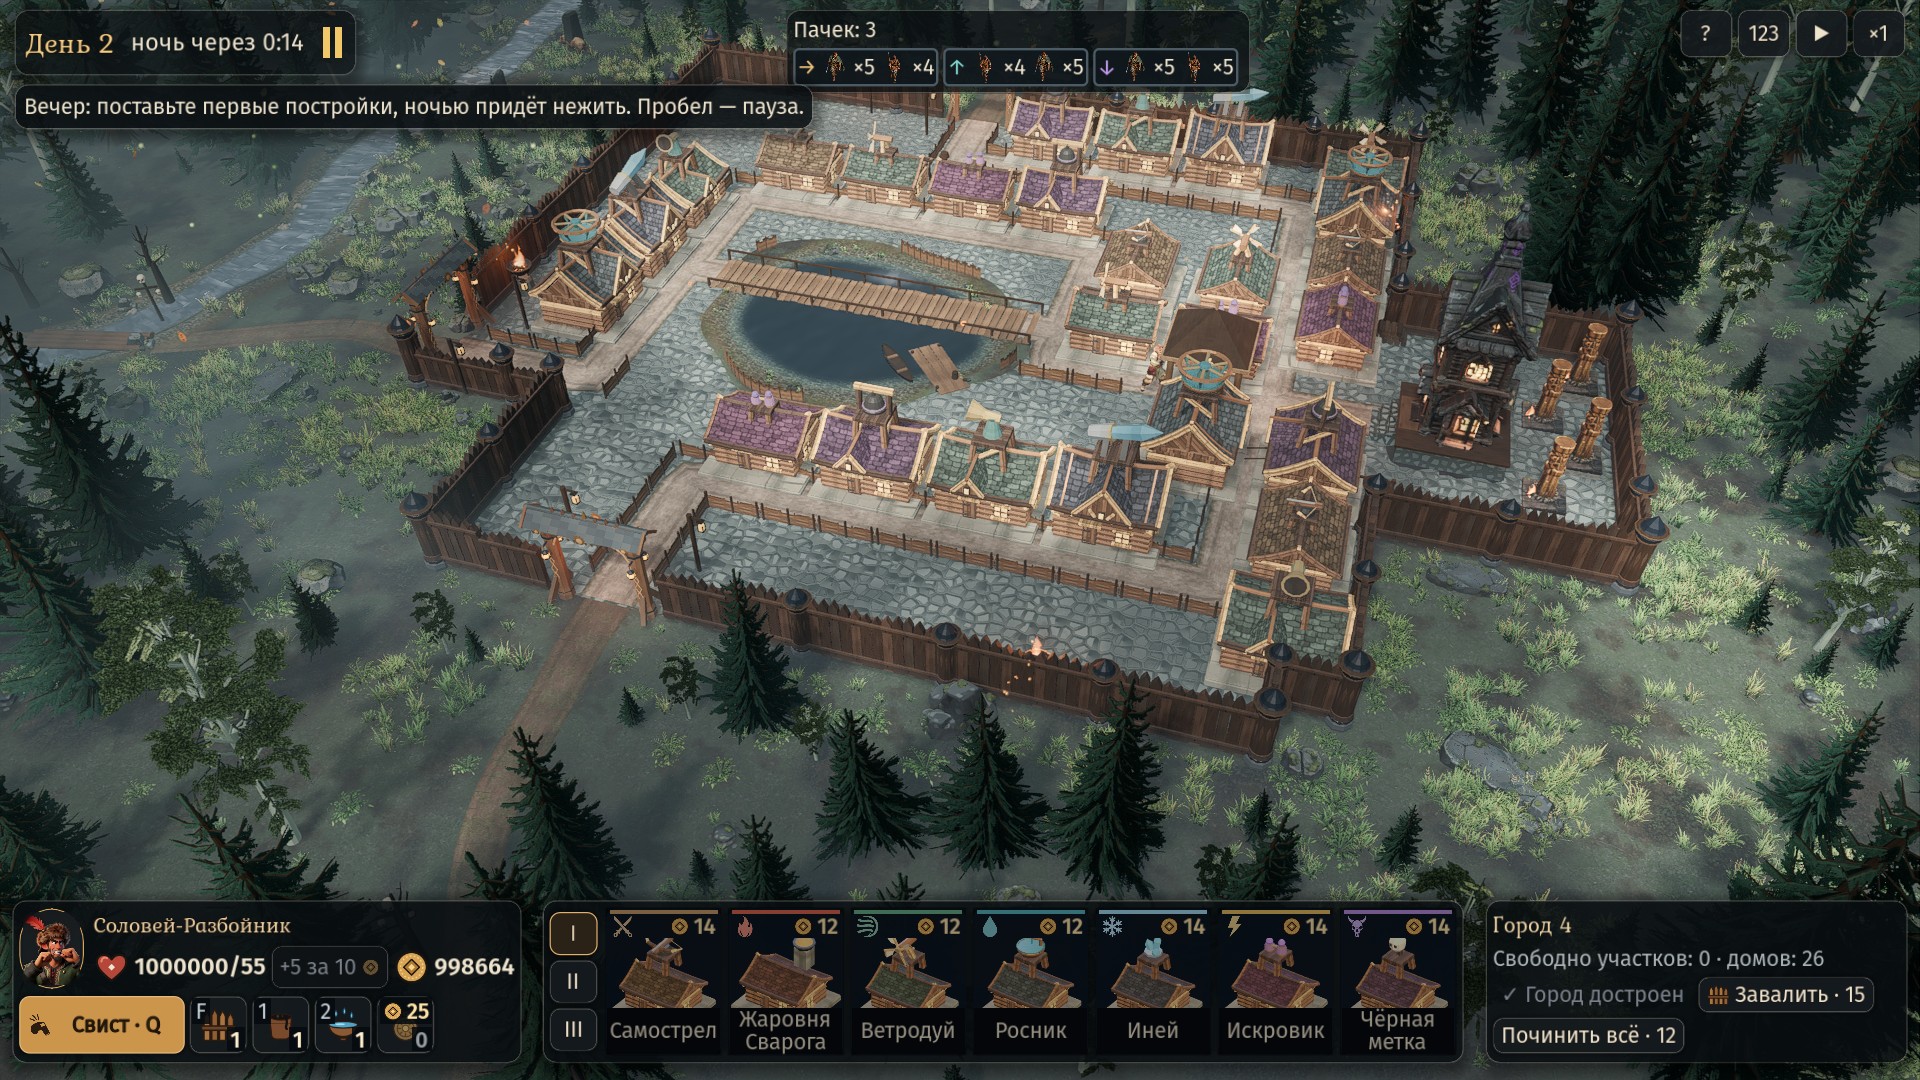 День 2 ночь через 0:14
Пачек: 3
×5 ×4 ×4 ×5 ×5 ×5
? 123 ×1
Вечер: поставьте первые постройки, ночью придёт нежить. Пробел — пауза.
Соловей-Разбойник
1000000/55 +5 за 10 998664
Свист · Q
F 1
1 1
2 1
25 0
I
II
III
14 12 12 12 14 14 14
Самострел
Жаровня
Сварога
Ветродуй
Росник
Иней
Искровик
Чёрная
метка
Город 4
Свободно участков: 0 · домов: 26
✓ Город достроен Завалить · 15
Починить всё · 12